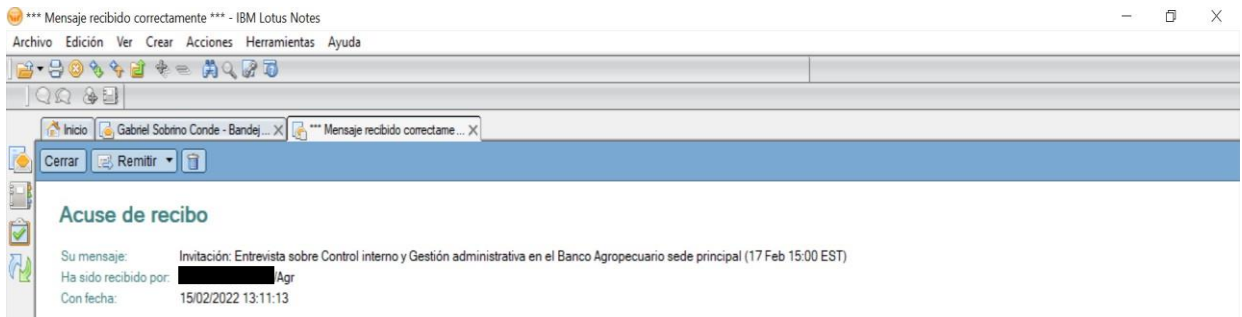 *** Mensaje recibido correctamente *** - IBM Lotus Notes
Archivo Edición Ver Crear Acciones Herramientas Ayuda
Inicio Gabriel Sobrino Conde - Bandej... *** Mensaje recibido correctame ...
Cerrar Remitir
Acuse de recibo
Su mensaje: Invitación: Entrevista sobre Control interno y Gestión administrativa en el Banco Agropecuario sede principal (17 Feb 15:00 EST)
Ha sido recibido por: /Agr
Con fecha: 15/02/2022 13:11:13